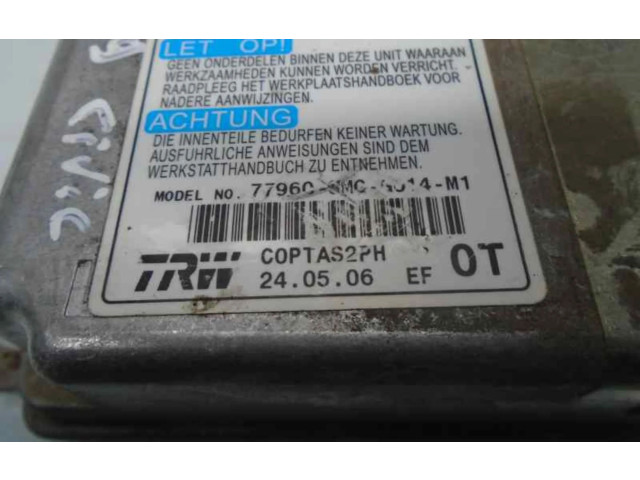 LET OP!
GEEN ONDERDELEN BINNEN DEZE UNIT WAARAAN
WERKZAAMHEDEN KUNNEN WORDEN VERRICHT.
RAADPLEEG HET WERKPLAATSHANDBOEK VOOR
NADERE AANWIJZINGEN.
ACHTUNG
DIE INNENTEILE BEDURFEN KEINER WARTUNG.
AUSFUHRLICHE ANWEISUNGEN SIND DEM
WERKSTATTHANDBUCH ZU ENTNEHMEN.
MODEL NO.
TRW COPTAS2PH
24.05.06 EF OT
CIVIC